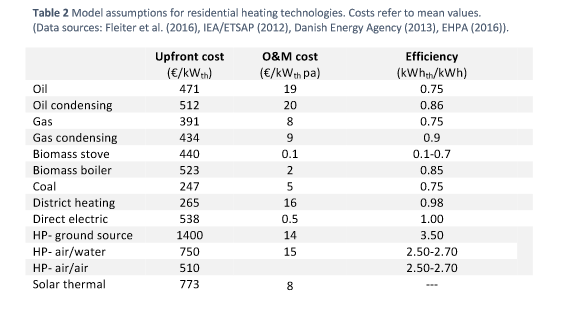 Table 2 Model assumptions for residential heating technologies. Costs refer to mean values.
(Data sources: Fleiter et al. (2016), IEA/ETSAP (2012), Danish Energy Agency (2013), EHPA (2016)).
Upfront cost O&M cost Efficiency
(€/kWth) (€/kWth pa) (kWhth/kWh)
Oil 471 19 0.75
Oil condensing 512 20 0.86
Gas 391 8 0.75
Gas condensing 434 9 0.9
Biomass stove 440 0.1 0.1-0.7
Biomass boiler 523 2 0.85
Coal 247 5 0.75
District heating 265 16 0.98
Direct electric 538 0.5 1.00
HP- ground source 1400 14 3.50
HP- air/water 750 15 2.50-2.70
HP- air/air 510 2.50-2.70
Solar thermal 773 8 ---